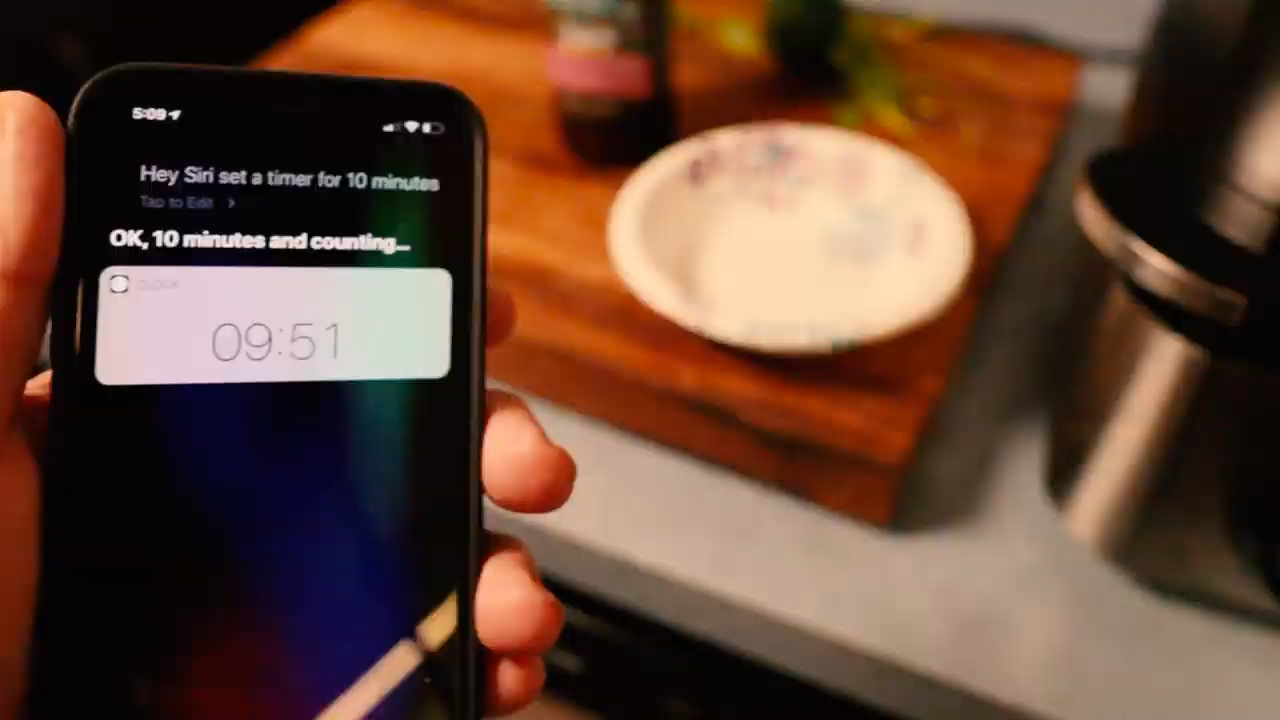 5:09
Hey Siri set a timer for 10 minutes
Tap to Edit >
OK, 10 minutes and counting...
CLOCK
09:51